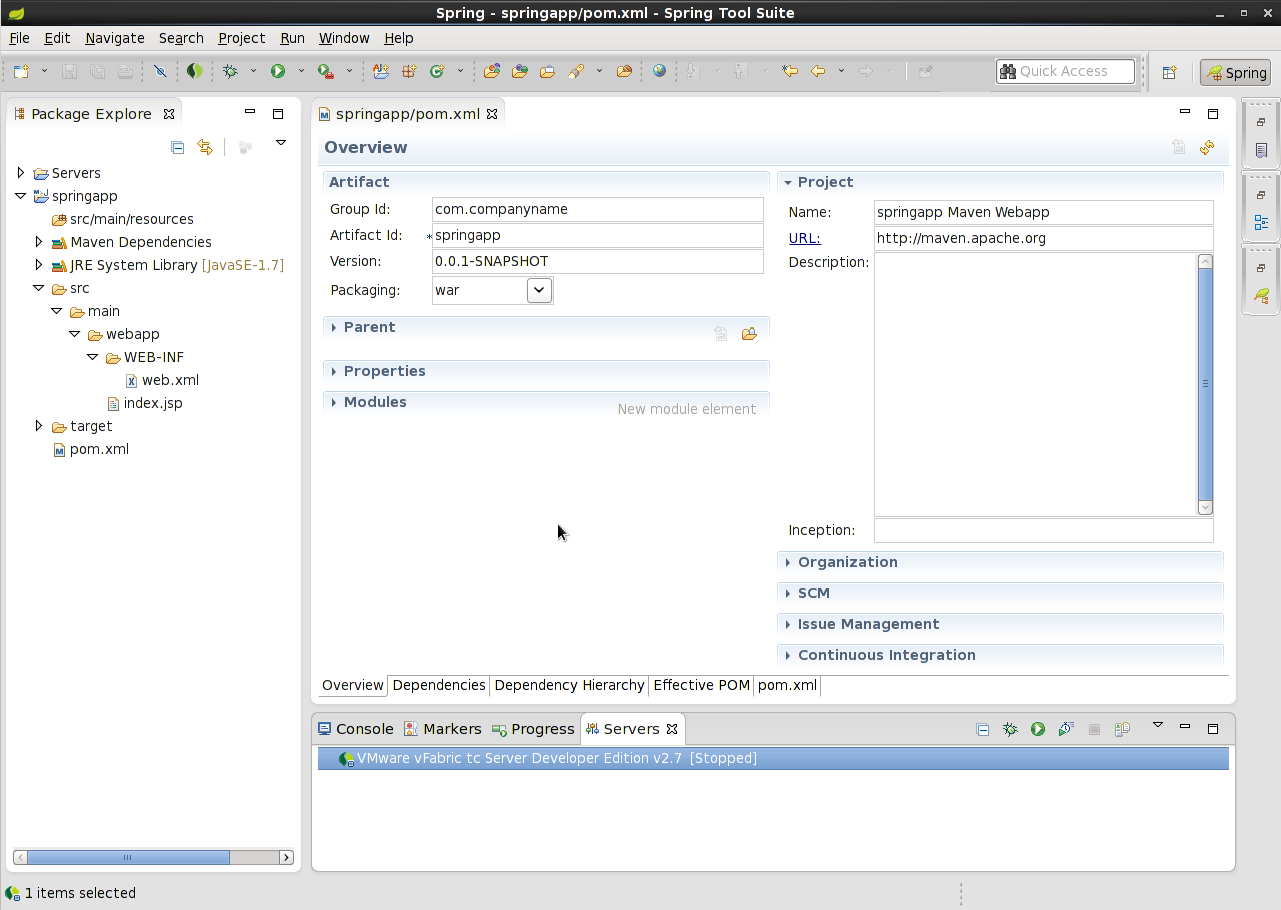 Spring - springapp/pom.xml - Spring Tool Suite
File Edit Navigate Search Project Run Window Help
Quick Access
Spring
Package Explore
Servers
springapp
src/main/resources
Maven Dependencies
JRE System Library [JavaSE-1.7]
src
main
webapp
WEB-INF
web.xml
index.jsp
target
pom.xml
springapp/pom.xml
Overview
Artifact
Group Id: com.companyname
Artifact Id: *springapp
Version: 0.0.1-SNAPSHOT
Packaging: war
Parent
Properties
Modules
New module element
Project
Name: springapp Maven Webapp
URL: http://maven.apache.org
Description:
Inception:
Organization
SCM
Issue Management
Continuous Integration
Overview Dependencies Dependency Hierarchy Effective POM pom.xml
Console Markers Progress Servers
VMware vFabric tc Server Developer Edition v2.7 [Stopped]
1 items selected